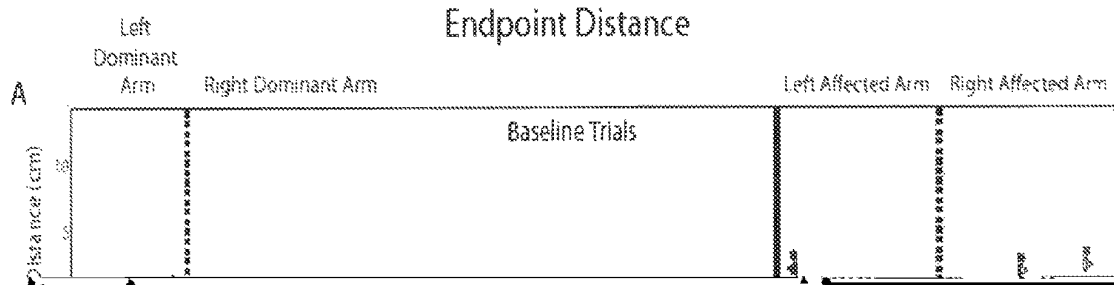 Endpoint Distance
Left
Dominant
Arm
Right Dominant Arm
Left Affected Arm
Right Affected Arm
A
Baseline Trials
Distance (cm)